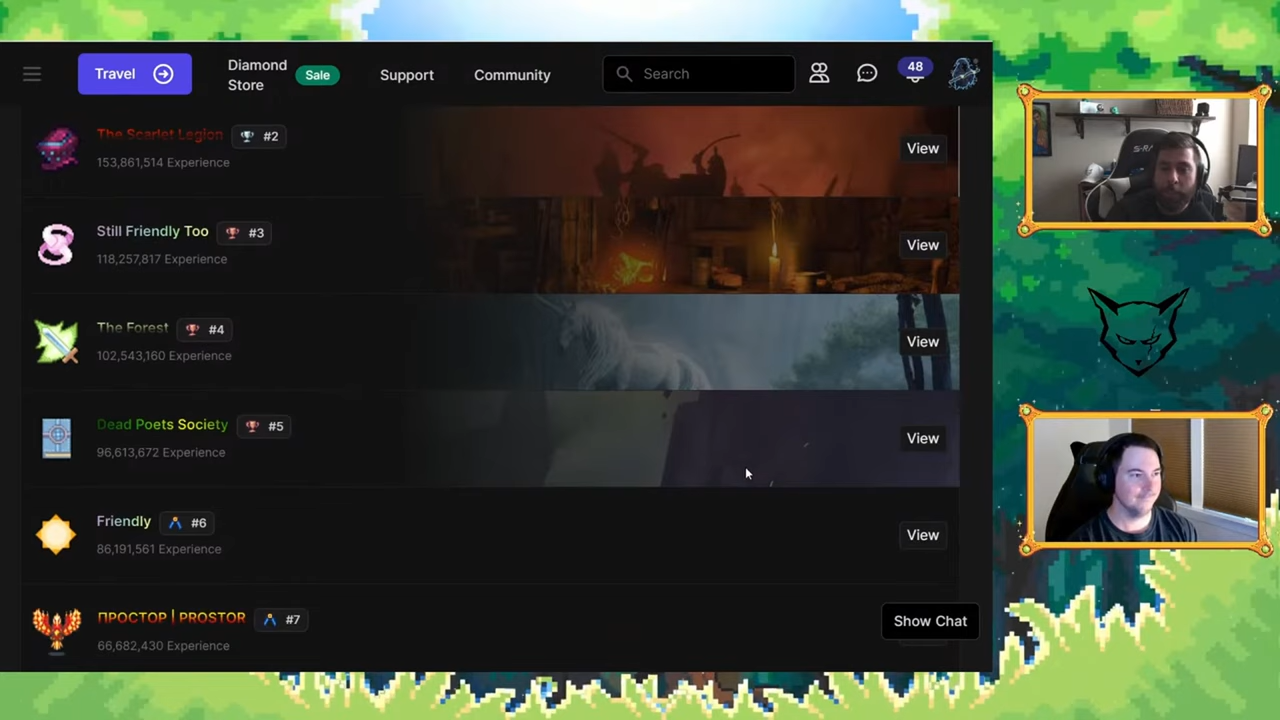 Travel
Diamond
Store
Sale
Support
Community
Search
48
The Scarlet Legion
#2
153,861,514 Experience
View
Still Friendly Too
#3
118,257,817 Experience
View
The Forest
#4
102,543,160 Experience
View
Dead Poets Society
#5
96,613,672 Experience
View
Friendly
#6
86,191,561 Experience
View
ПРОСТОР | PROSTOR
#7
66,682,430 Experience
Show Chat